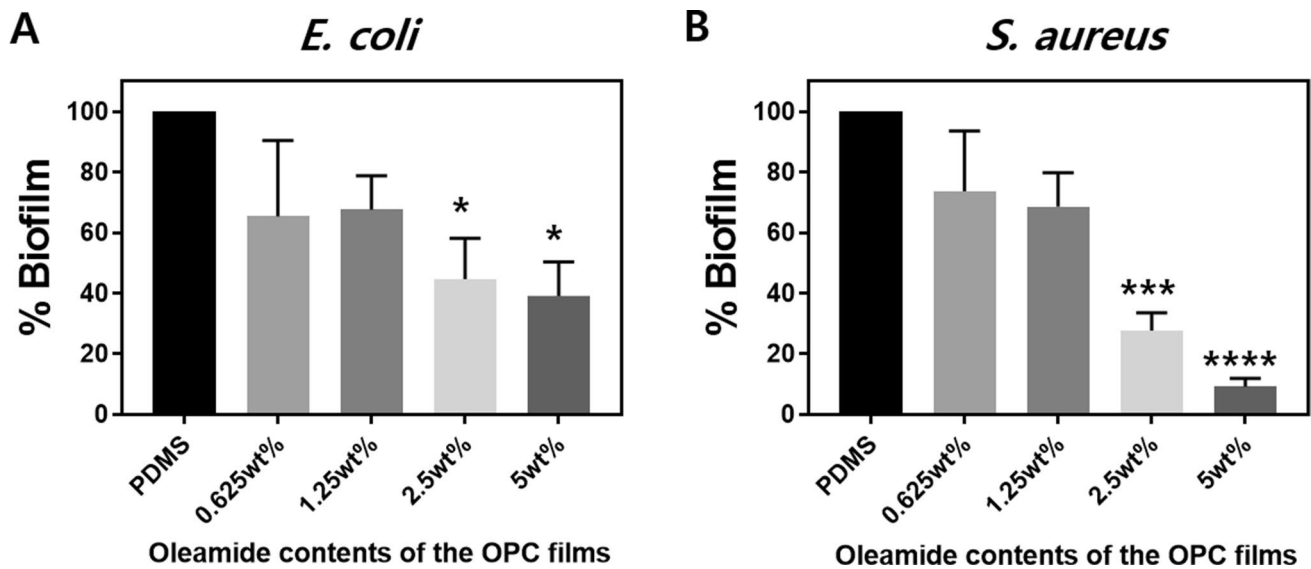 A
E. coli
% Biofilm
100
80
60
40
20
0
*
*
PDMS
0.625wt%
1.25wt%
2.5wt%
5wt%
Oleamide contents of the OPC films
B
S. aureus
% Biofilm
100
80
60
40
20
0
***
****
PDMS
0.625wt%
1.25wt%
2.5wt%
5wt%
Oleamide contents of the OPC films